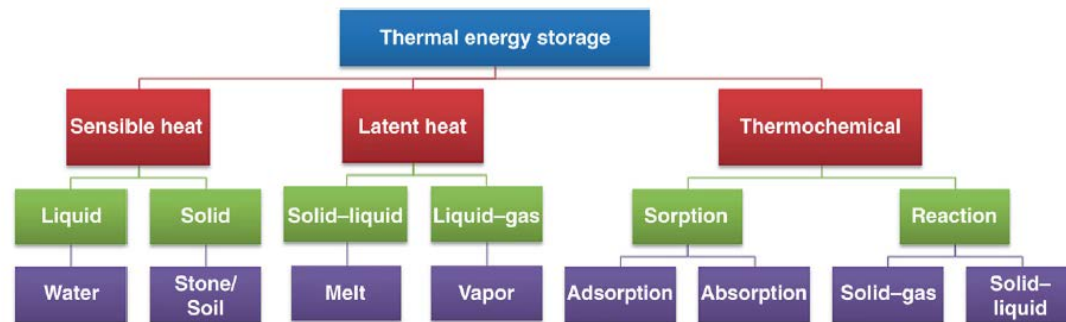 Thermal energy storage
Sensible heat
Latent heat
Thermochemical
Liquid
Solid
Solid–liquid
Liquid–gas
Sorption
Reaction
Water
Stone/
Soil
Melt
Vapor
Adsorption
Absorption
Solid–gas
Solid–
liquid